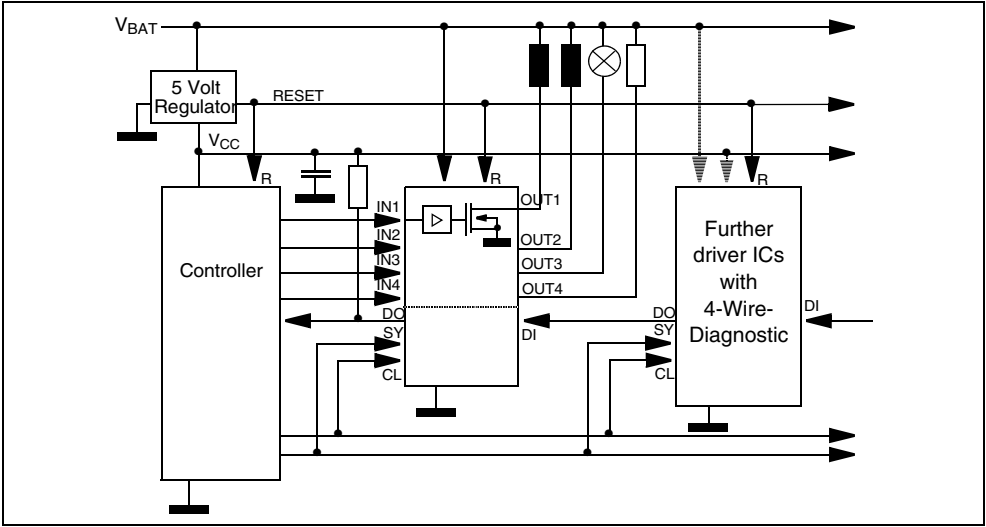 VBAT
5 Volt
Regulator
RESET
VCC
R
R
R
IN1
IN2
IN3
IN4
OUT1
OUT2
OUT3
OUT4
Controller
DO
SY
CL
DI
Further
driver ICs
with
4-Wire-
Diagnostic
DO
SY
CL
DI